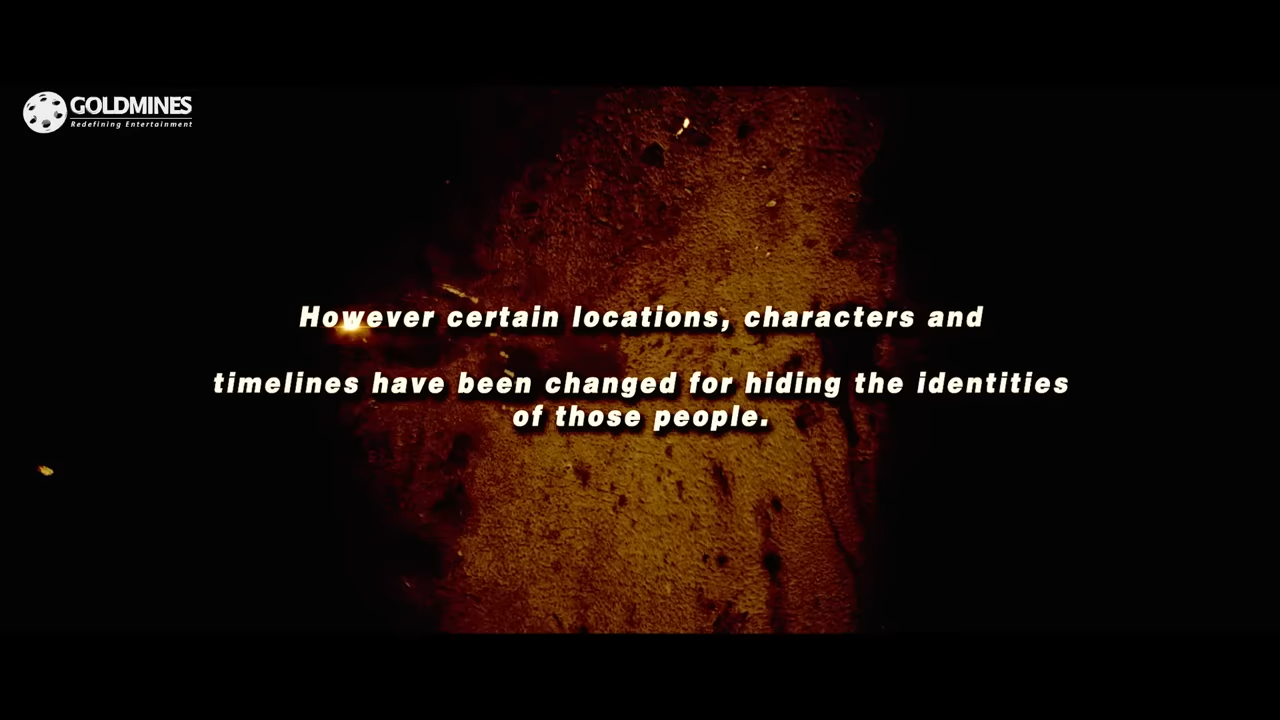 GOLDMINES
Redefining Entertainment
However certain locations, characters and
timelines have been changed for hiding the identities
of those people.